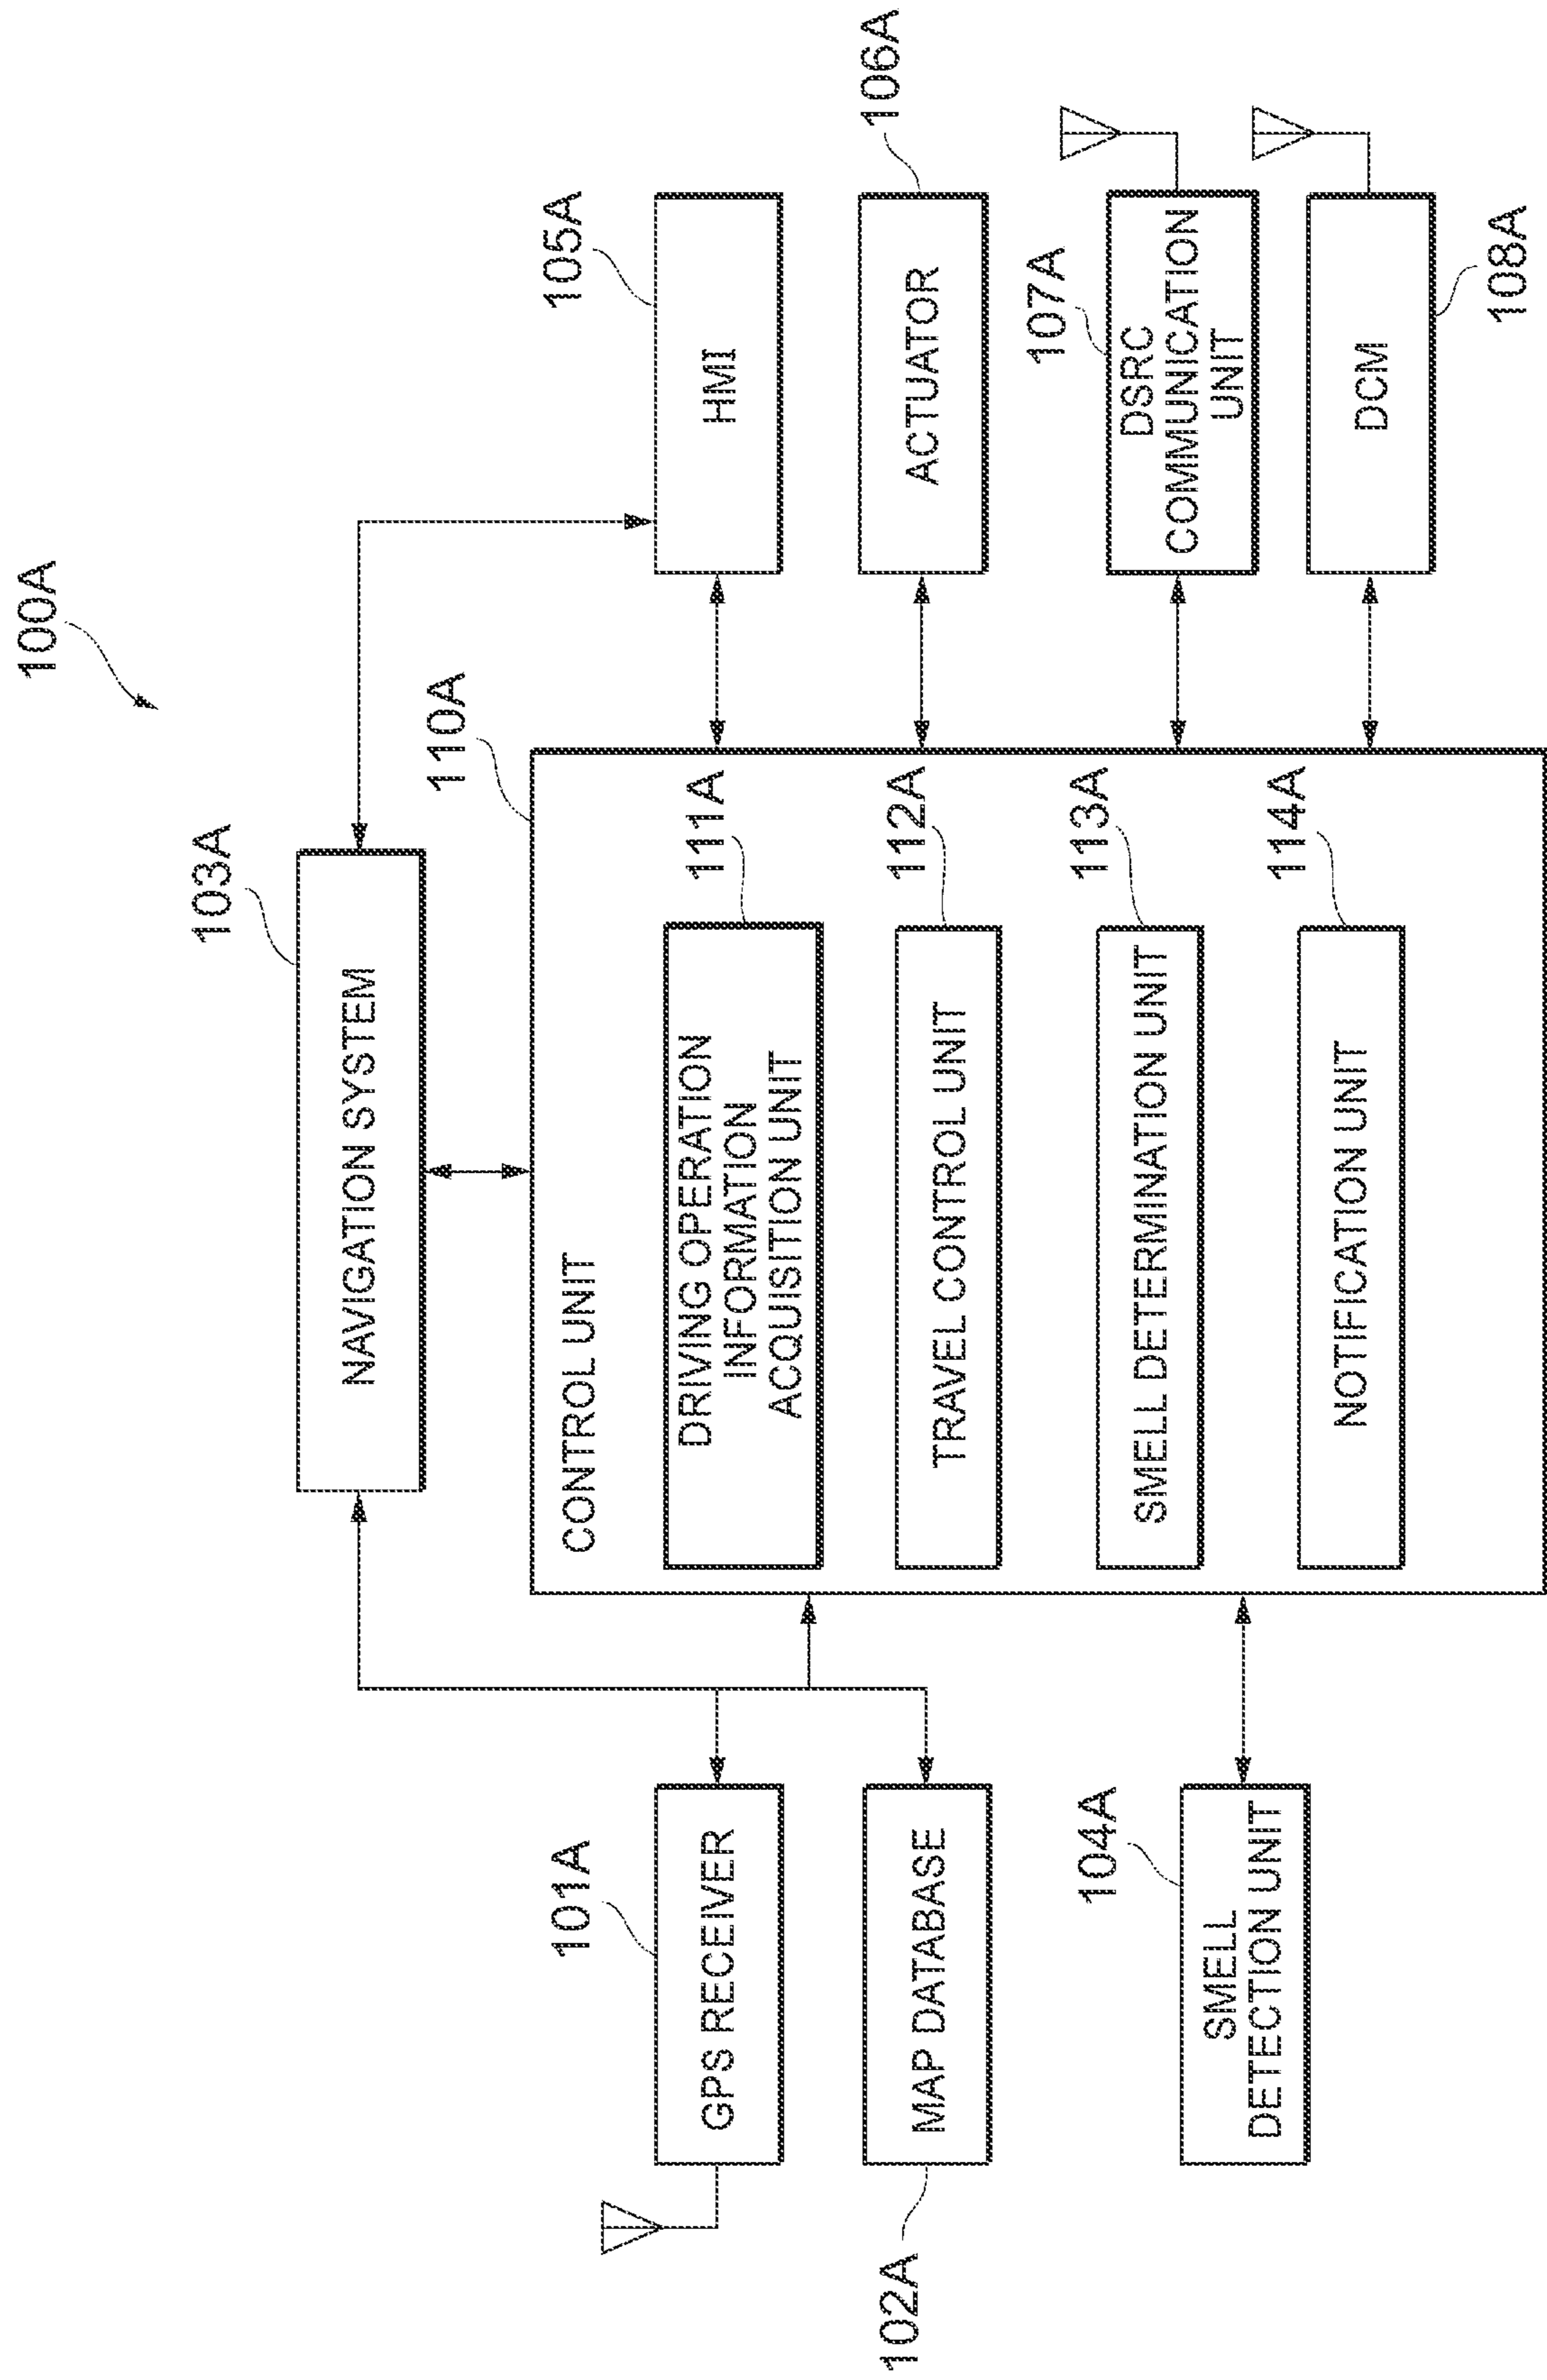 100A
103A
NAVIGATION SYSTEM
110A
CONTROL UNIT
101A
GPS RECEIVER
102A
MAP DATABASE
104A
SMELL
DETECTION UNIT
DRIVING OPERATION
INFORMATION
ACQUISITION UNIT
111A
TRAVEL CONTROL UNIT
112A
SMELL DETERMINATION UNIT
113A
NOTIFICATION UNIT
114A
105A
HMI
106A
ACTUATOR
107A
DSRC
COMMUNICATION
UNIT
DCM
108A